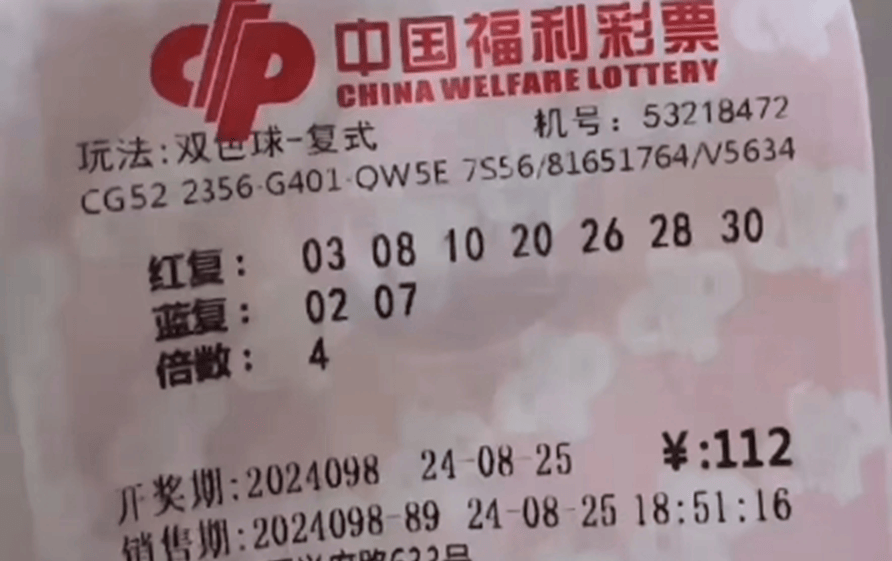 中国福利彩票
CHINA WELFARE LOTTERY
玩法:双色球-复式 机号: 53218472
CG52 2356-G401-QW5E 7S56/81651764/V5634
红复: 03 08 10 20 26 28 30
蓝复: 02 07
倍数: 4
开奖期:2024098 24-08-25 ¥:112
销售期:2024098-89 24-08-25 18:51:16